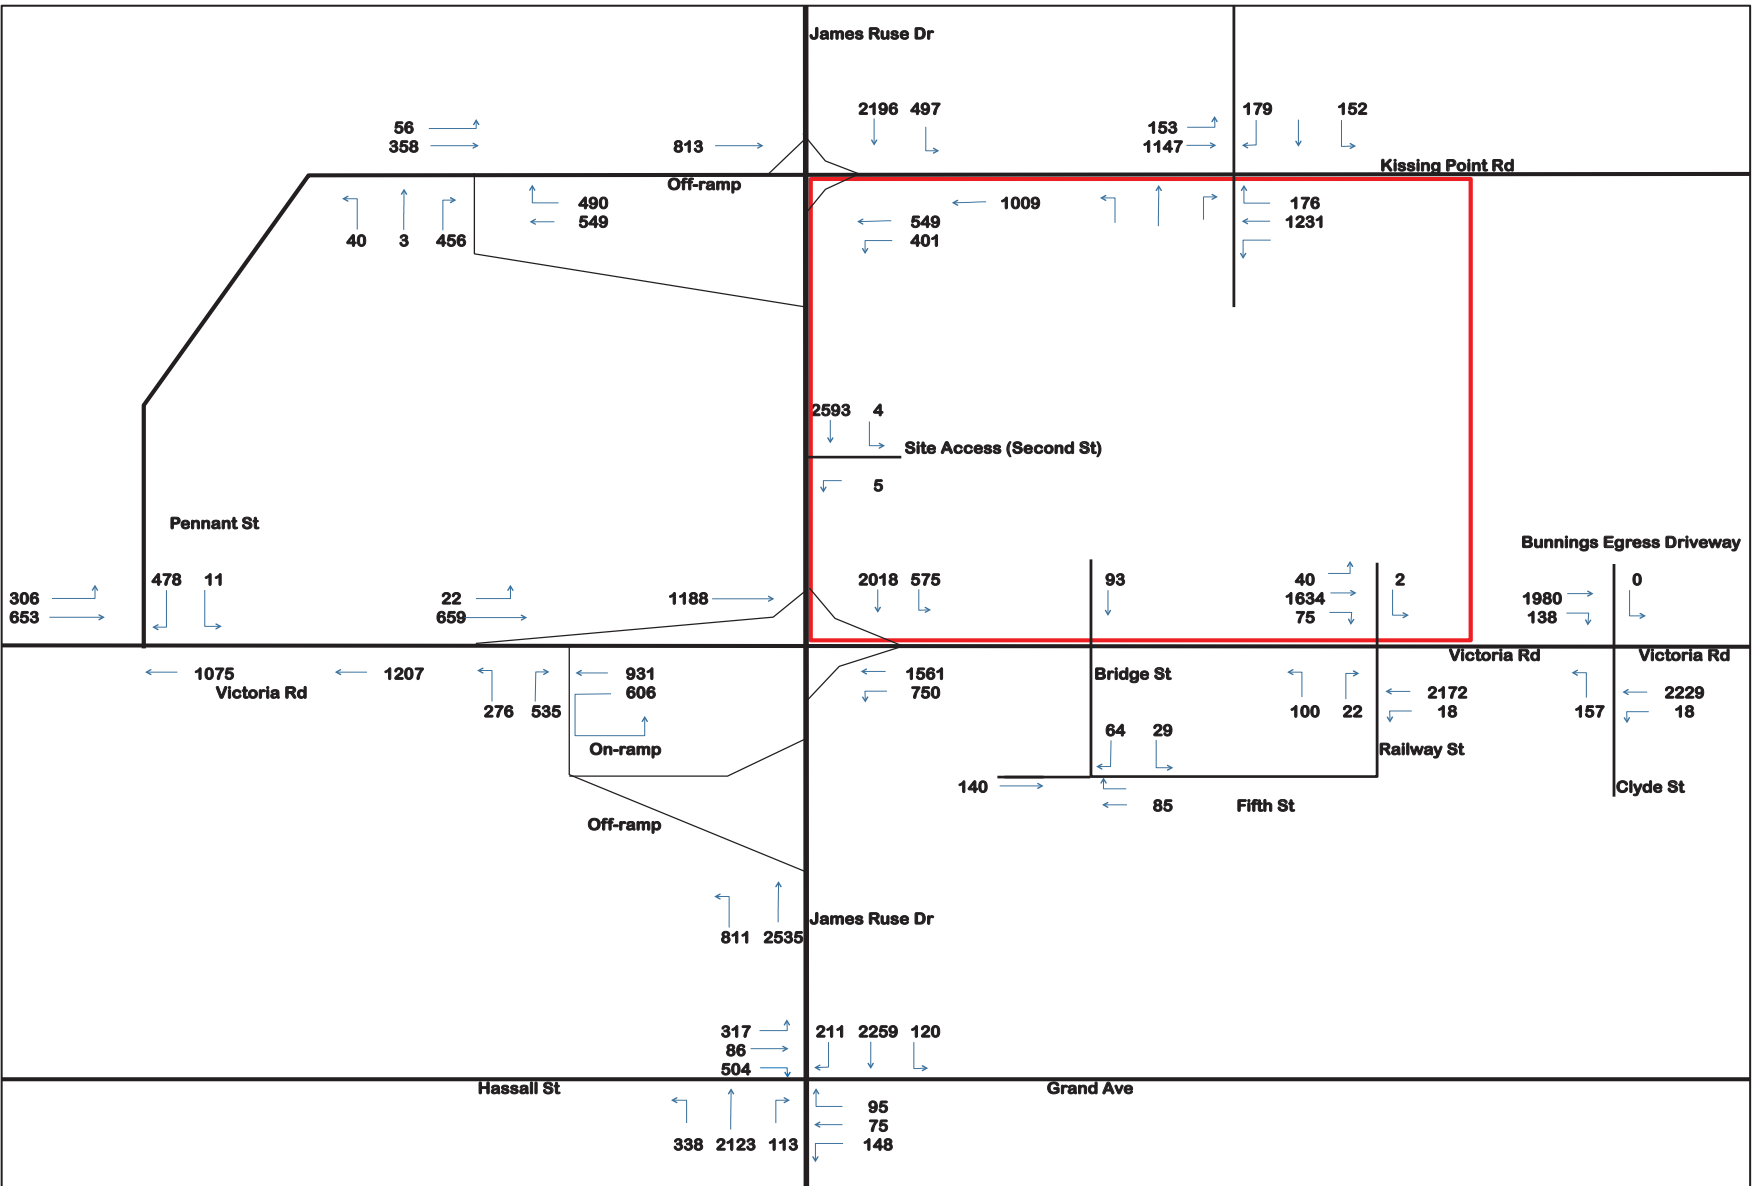 James Ruse Dr
2196 497
179 152
56
153
358
813
1147
Kissing Point Rd
Off-ramp
490
1009
176
549
549
1231
40 3 456
401
2593 4
Site Access (Second St)
5
Pennant St
Bunnings Egress Driveway
478 11
2018 575
93
40
2
0
306
22
1188
1634
1980
653
659
75
138
Victoria Rd
Victoria Rd
1075
1207
931
1561
Bridge St
Victoria Rd
606
750
2172
2229
276 535
100 22
18
157
18
64 29
On-ramp
Railway St
140
Clyde St
85
Fifth St
Off-ramp
James Ruse Dr
811 2535
317
211 2259 120
86
504
Hassall St
Grand Ave
95
75
338 2123 113
148